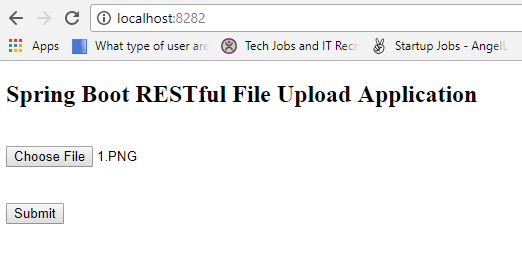 localhost:8282
Apps What type of user are Tech Jobs and IT Recr Startup Jobs - AngelL
Spring Boot RESTful File Upload Application
Choose File 1.PNG
Submit